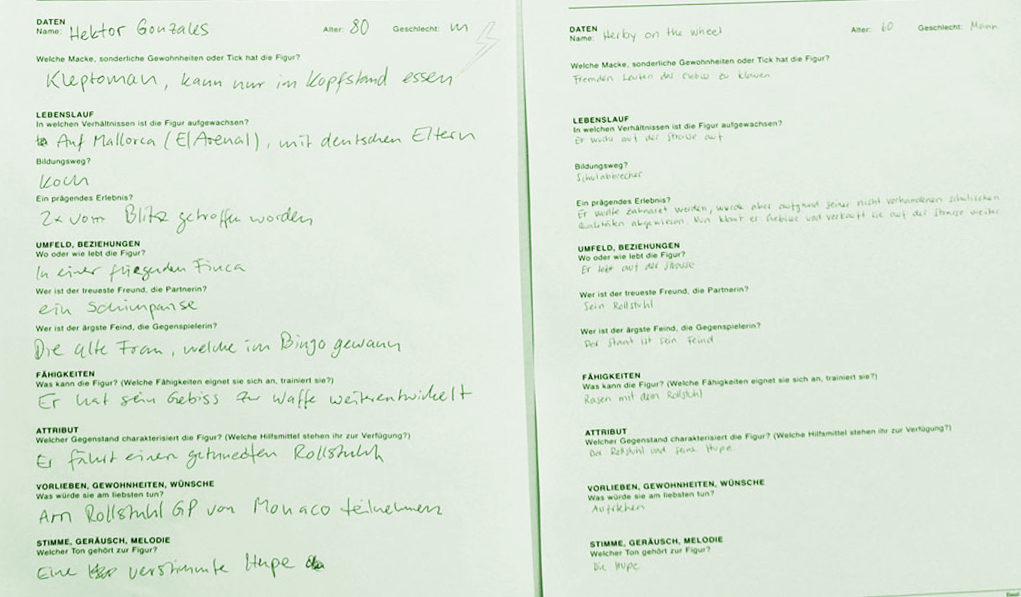 DATEN
Name: Hektor Gonzales Alter: 80 Geschlecht: m
Welche Macke, sonderliche Gewohnheiten oder Tick hat die Figur?
Kleptoman, kann nur im Kopfstand essen
LEBENSLAUF
In welchen Verhältnissen ist die Figur aufgewachsen?
Auf Mallorca (El Arenal), mit deutschen Eltern
Bildungsweg?
Koch
Ein prägendes Erlebnis?
2x vom Blitz getroffen worden
UMFELD, BEZIEHUNGEN
Wo oder wie lebt die Figur?
In einer fliegenden Finca
Wer ist der treueste Freund, die Partnerin?
ein Schimpanse
Wer ist der ärgste Feind, die Gegenspielerin?
Die alte Frau, welche im Bingo gewann
FÄHIGKEITEN
Was kann die Figur? (Welche Fähigkeiten eignet sie sich an, trainiert sie?)
Er hat sein Gebiss zur Waffe weiterentwickelt
ATTRIBUT
Welcher Gegenstand charakterisiert die Figur? (Welche Hilfsmittel stehen ihr zur Verfügung?)
Er fährt einen getunedten Rollstuhl
VORLIEBEN, GEWOHNHEITEN, WÜNSCHE
Was würde sie am liebsten tun?
Am Rollstuhl GP von Monaco teilnehmen
STIMME, GERÄUSCH, MELODIE
Welcher Ton gehört zur Figur?
Eine verstimmte Hupe
DATEN
Name: Herby on the wheel Alter: 60 Geschlecht: Mann
Welche Macke, sonderliche Gewohnheiten oder Tick hat die Figur?
Fremden Leuten das Gebiss zu klauen
LEBENSLAUF
In welchen Verhältnissen ist die Figur aufgewachsen?
Er wuchs auf der Strasse auf
Bildungsweg?
Schulabbrecher
Ein prägendes Erlebnis?
Er wollte Zahnarzt werden, wurde aber aufgrund seiner nicht vorhandenen schulischen
Qualitäten abgewiesen. Nun klaut er Gebisse und verkauft sie auf der Strasse weiter
UMFELD, BEZIEHUNGEN
Wo oder wie lebt die Figur?
Er lebt auf der Strasse
Wer ist der treueste Freund, die Partnerin?
Sein Rollstuhl
Wer ist der ärgste Feind, die Gegenspielerin?
Der Staat ist sein Feind
FÄHIGKEITEN
Was kann die Figur? (Welche Fähigkeiten eignet sie sich an, trainiert sie?)
Rasen mit dem Rollstuhl
ATTRIBUT
Welcher Gegenstand charakterisiert die Figur? (Welche Hilfsmittel stehen ihr zur Verfügung?)
Der Rollstuhl und seine Hupe
VORLIEBEN, GEWOHNHEITEN, WÜNSCHE
Was würde sie am liebsten tun?
Aufstehen
STIMME, GERÄUSCH, MELODIE
Welcher Ton gehört zur Figur?
Die Hupe